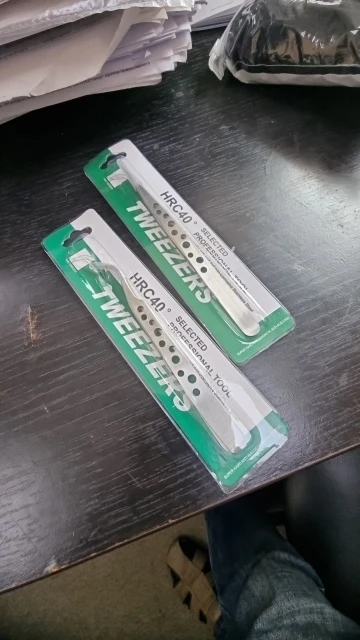 HRC40°
SELECTED
PROFESSIONAL TOOL
TWEEZERS
HRC40°
SELECTED
PROFESSIONAL TOOL
TWEEZERS